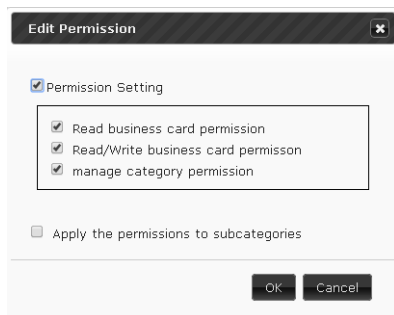 Edit Permission
Permission Setting
Read business card permission
Read/Write business card permisson
manage category permission
Apply the permissions to subcategories
OK Cancel